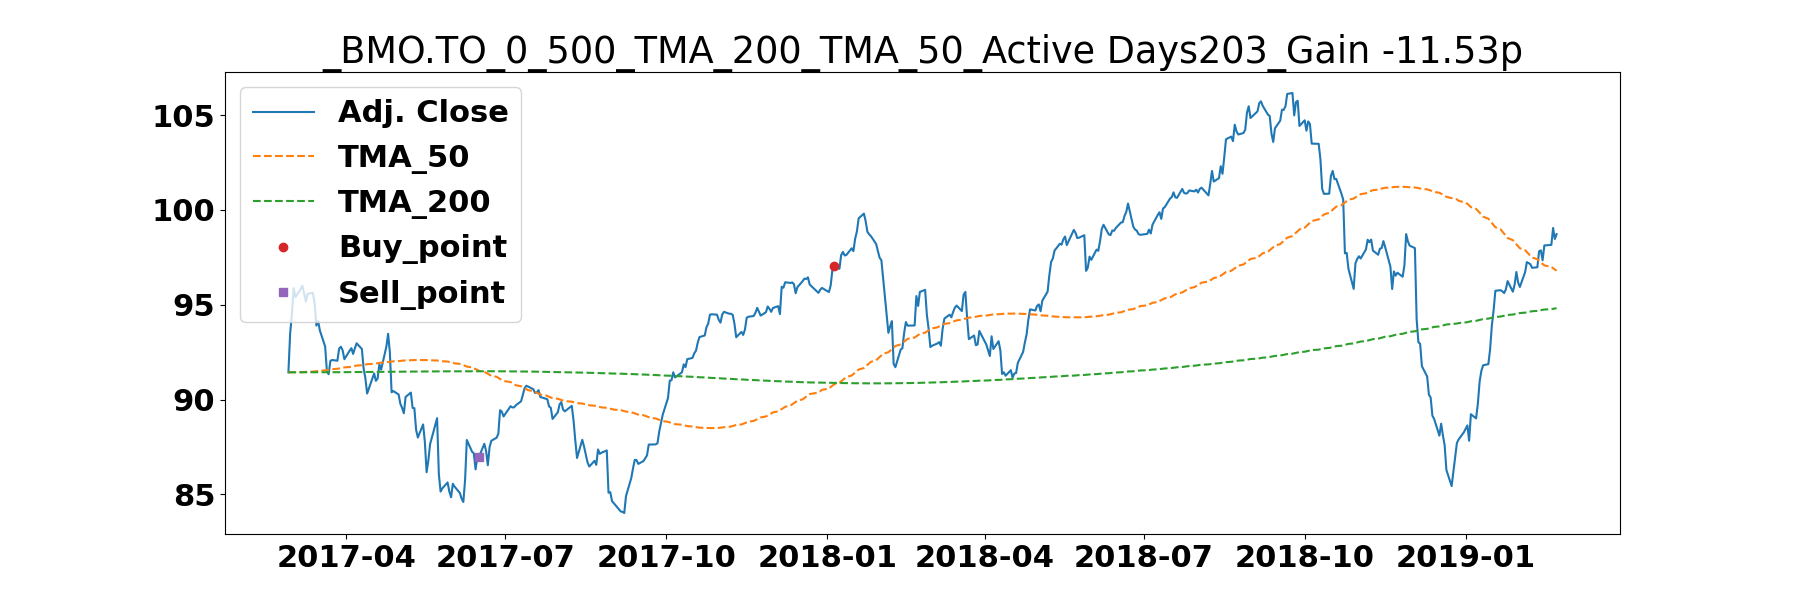 _BMO.TO_0_500_TMA_200_TMA_50_Active Days203_Gain -11.53p
Adj. Close
TMA_50
TMA_200
Buy_point
Sell_point
105
100
95
90
85
2017-04 2017-07 2017-10 2018-01 2018-04 2018-07 2018-10 2019-01